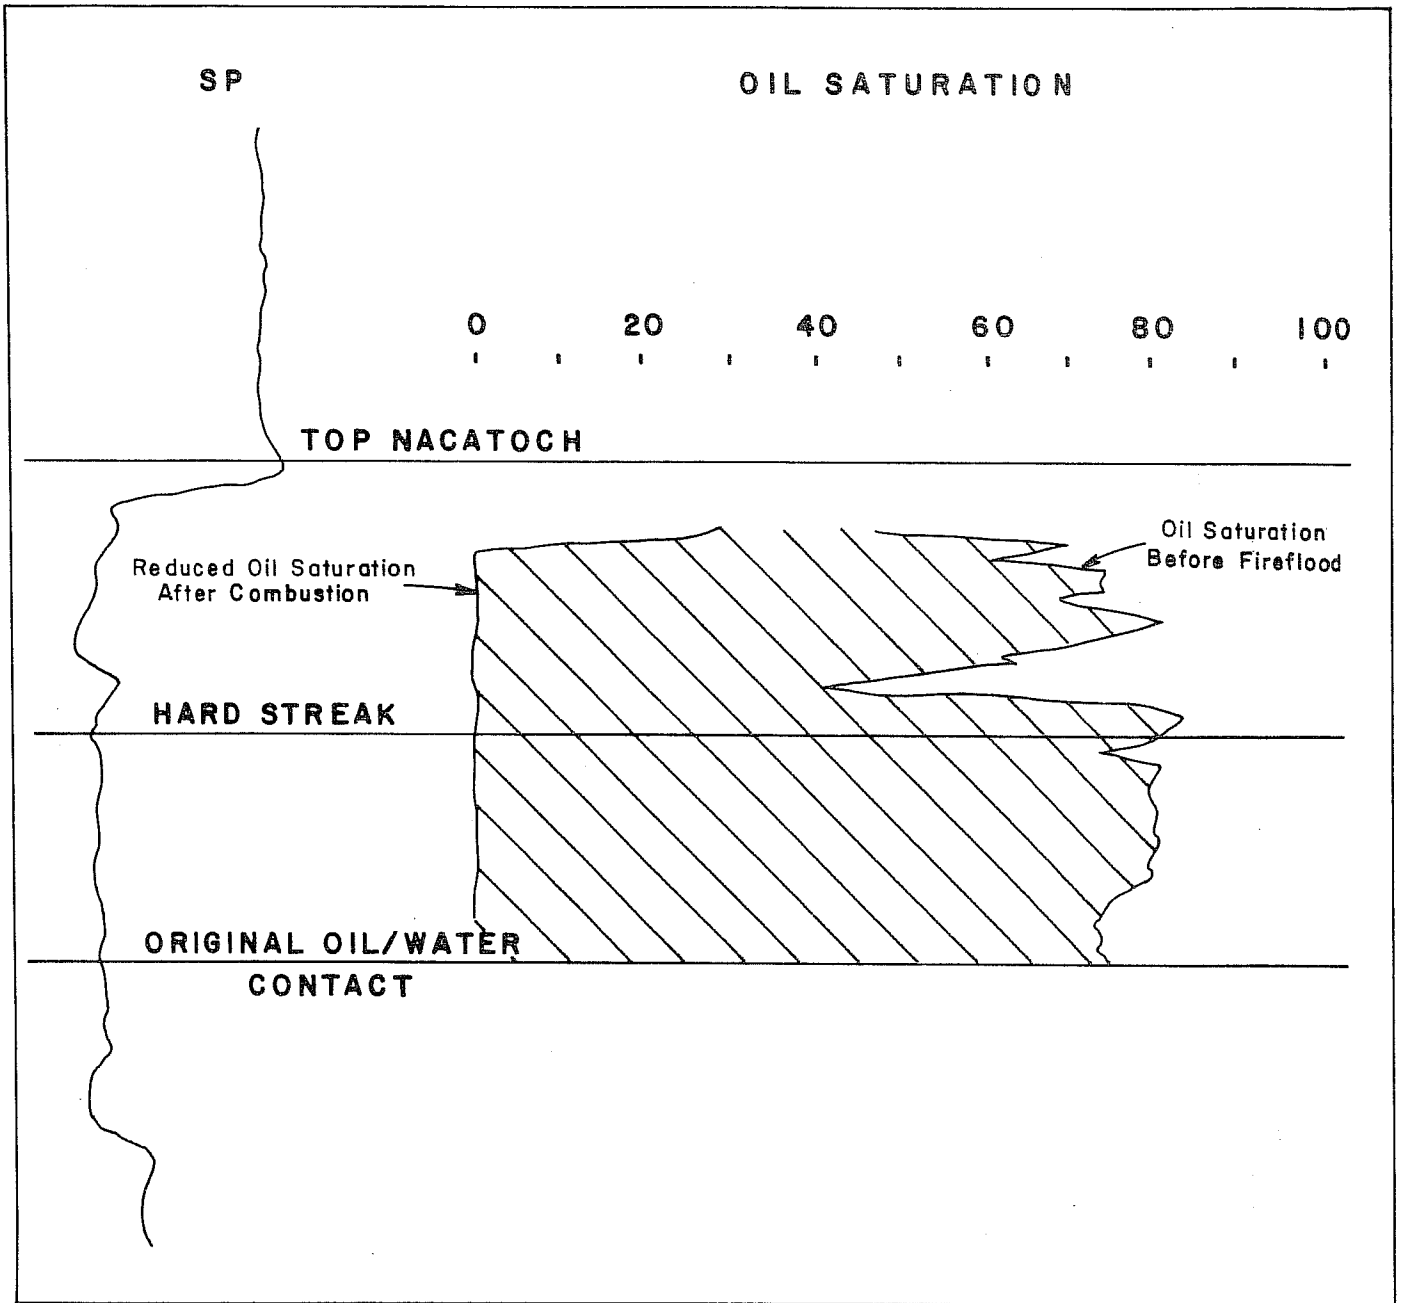 SP
OIL SATURATION
0 20 40 60 80 100
TOP NACATOCH
Oil Saturation
Before Fireflood
Reduced Oil Saturation
After Combustion
HARD STREAK
ORIGINAL OIL/WATER
CONTACT